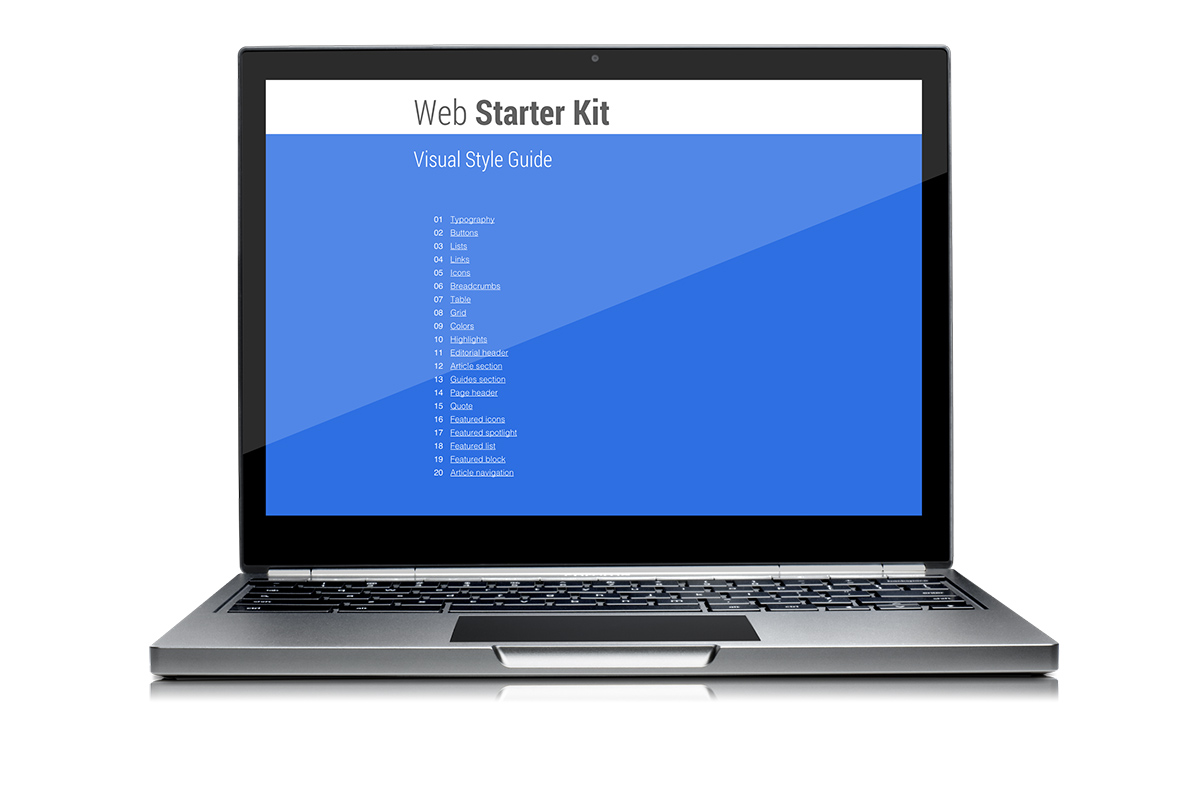 Web Starter Kit
Visual Style Guide
01 Typography
02 Buttons
03 Lists
04 Links
05 Icons
06 Breadcrumbs
07 Table
08 Grid
09 Colors
10 Highlights
11 Editorial header
12 Article section
13 Guides section
14 Page header
15 Quote
16 Featured icons
17 Featured spotlight
18 Featured list
19 Featured block
20 Article navigation